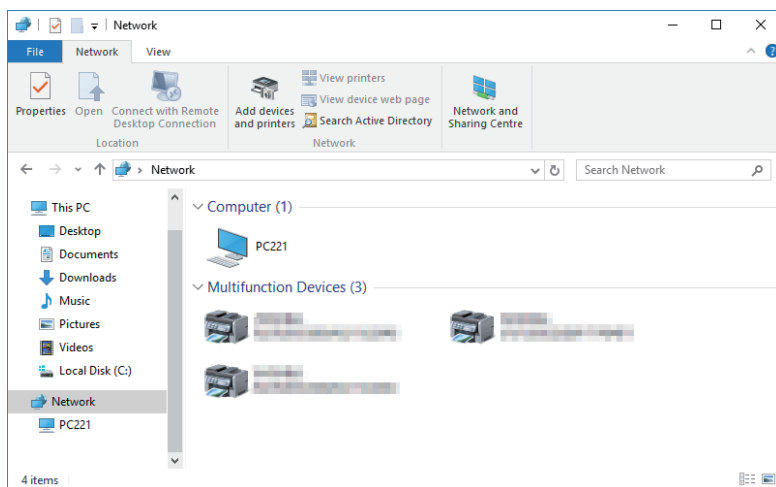 Network
File Network View
Properties Open Connect with Remote Desktop Connection
Location
Add devices and printers
View printers
View device web page
Search Active Directory
Network
Network and Sharing Centre
Network
Search Network
This PC
Desktop
Documents
Downloads
Music
Pictures
Videos
Local Disk (C:)
Network
PC221
Computer (1)
PC221
Multifunction Devices (3)
4 items